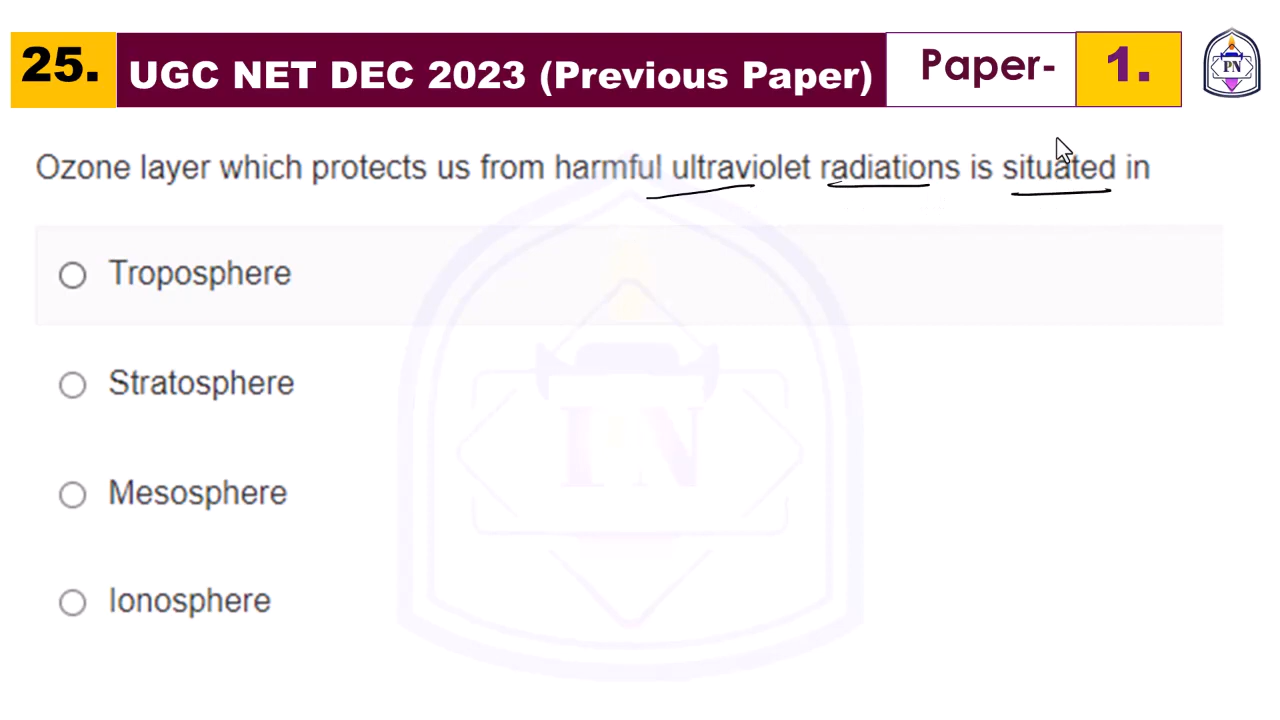 25. UGC NET DEC 2023 (Previous Paper) Paper- 1. PN
Ozone layer which protects us from harmful ultraviolet radiations is situated in
Troposphere
Stratosphere
PN
Mesosphere
Ionosphere